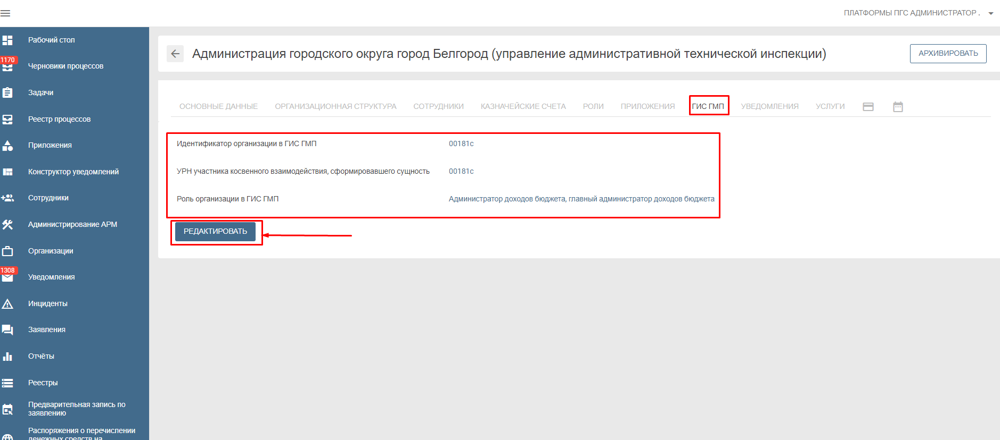 ПЛАТФОРМЫ ПГС АДМИНИСТРАТОР .
Рабочий стол
1170
Черновики процессов
Задачи
Реестр процессов
Приложения
Конструктор уведомлений
Сотрудники
Администрирование АРМ
Организации
1308
Уведомления
Инциденты
Заявления
Отчёты
Реестры
Предварительная запись по
заявлению
Распоряжения о перечислении
денежных средств на
Администрация городского округа город Белгород (управление административной технической инспекции)
АРХИВИРОВАТЬ
ОСНОВНЫЕ ДАННЫЕ ОРГАНИЗАЦИОННАЯ СТРУКТУРА СОТРУДНИКИ КАЗНАЧЕЙСКИЕ СЧЕТА РОЛИ ПРИЛОЖЕНИЯ ГИС ГМП УВЕДОМЛЕНИЯ УСЛУГИ
Идентификатор организации в ГИС ГМП 00181с
УРН участника косвенного взаимодействия, сформировавшего сущность 00181с
Роль организации в ГИС ГМП Администратор доходов бюджета, главный администратор доходов бюджета
РЕДАКТИРОВАТЬ